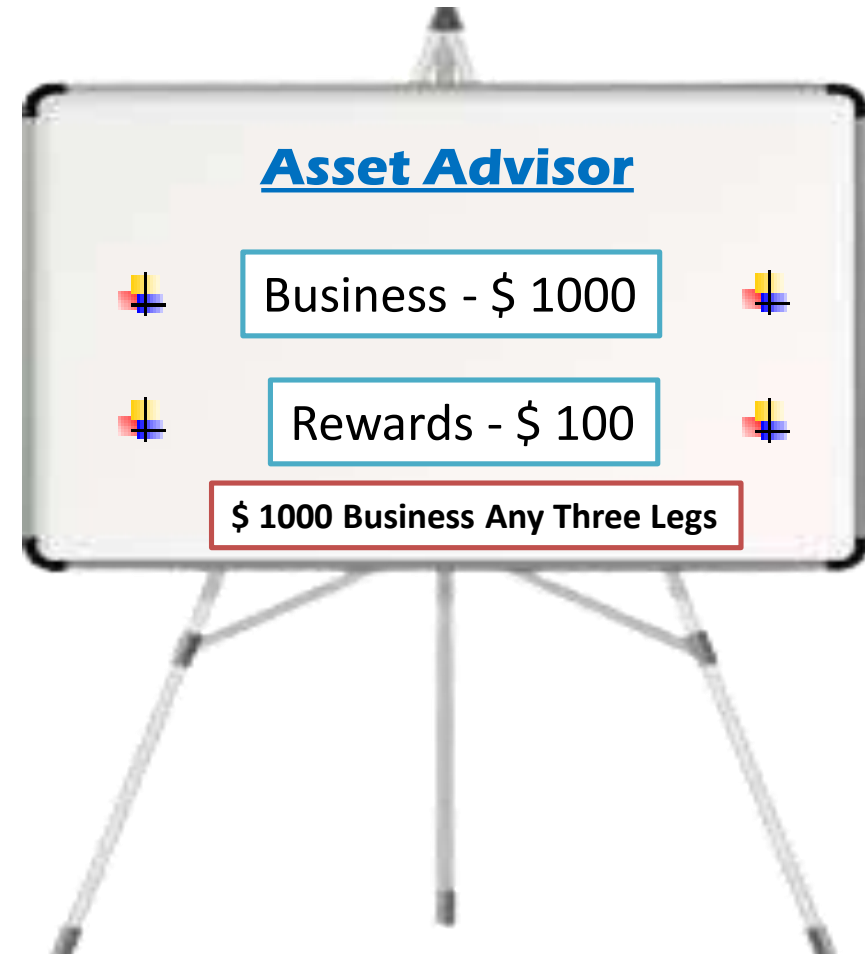 Asset Advisor
Business - $ 1000
Rewards - $ 100
$ 1000 Business Any Three Legs